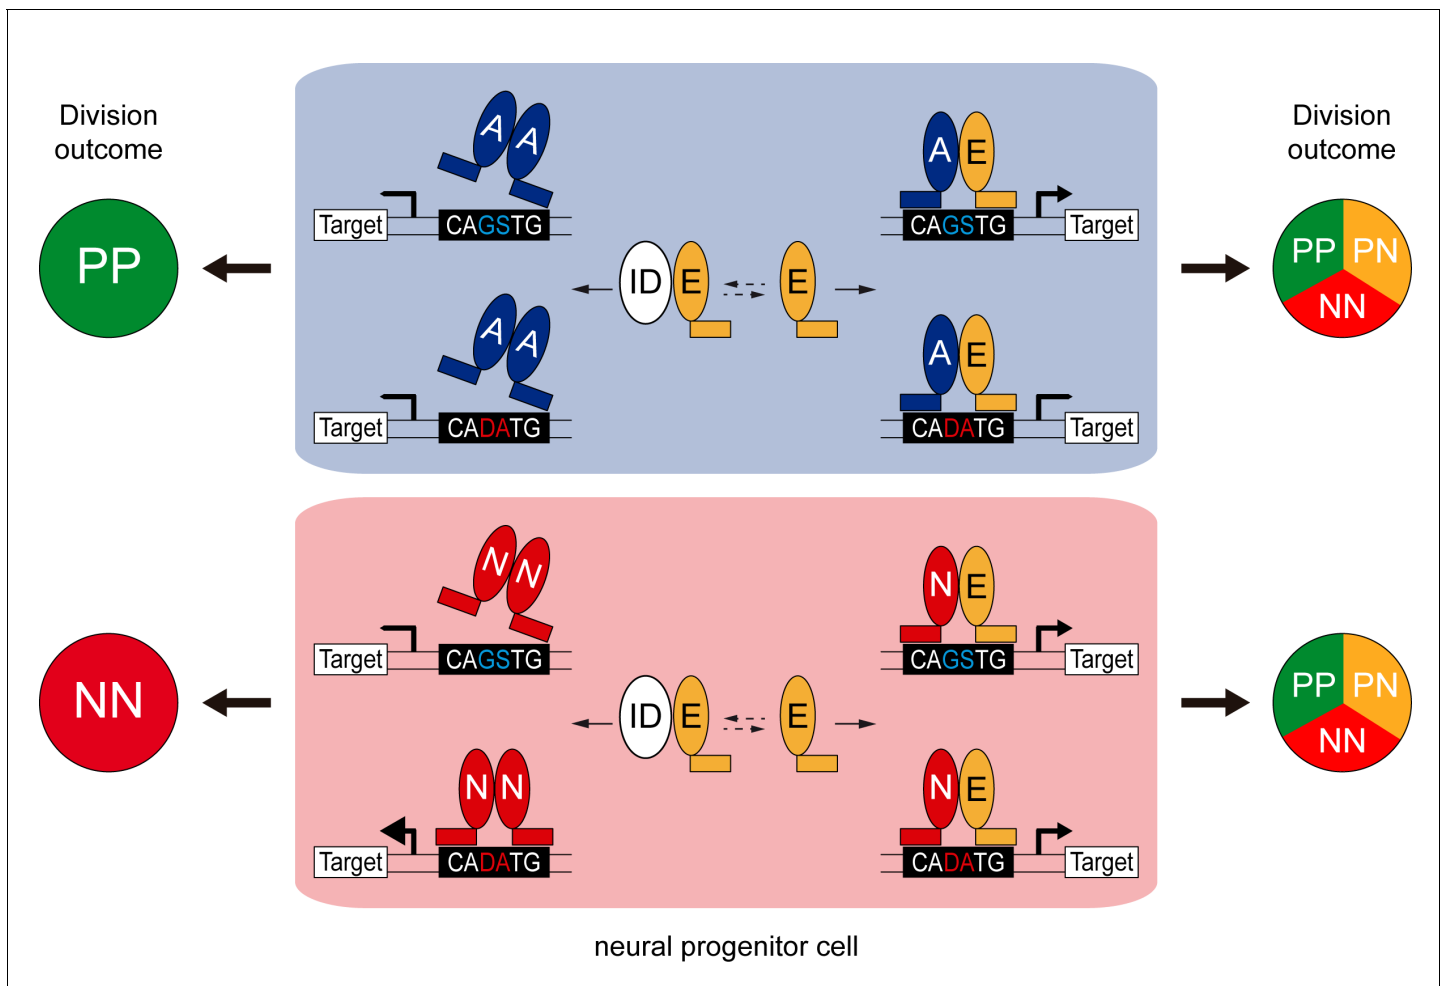 Division
outcome
Division
outcome
A A
A E
Target CAGSTG
CAGSTG Target
PP
ID E E
PP PN
NN
A A
A E
Target CADATG
CADATG Target
N N
N E
Target CAGSTG
CAGSTG Target
NN
ID E E
PP PN
NN
N N
N E
Target CADATG
CADATG Target
neural progenitor cell